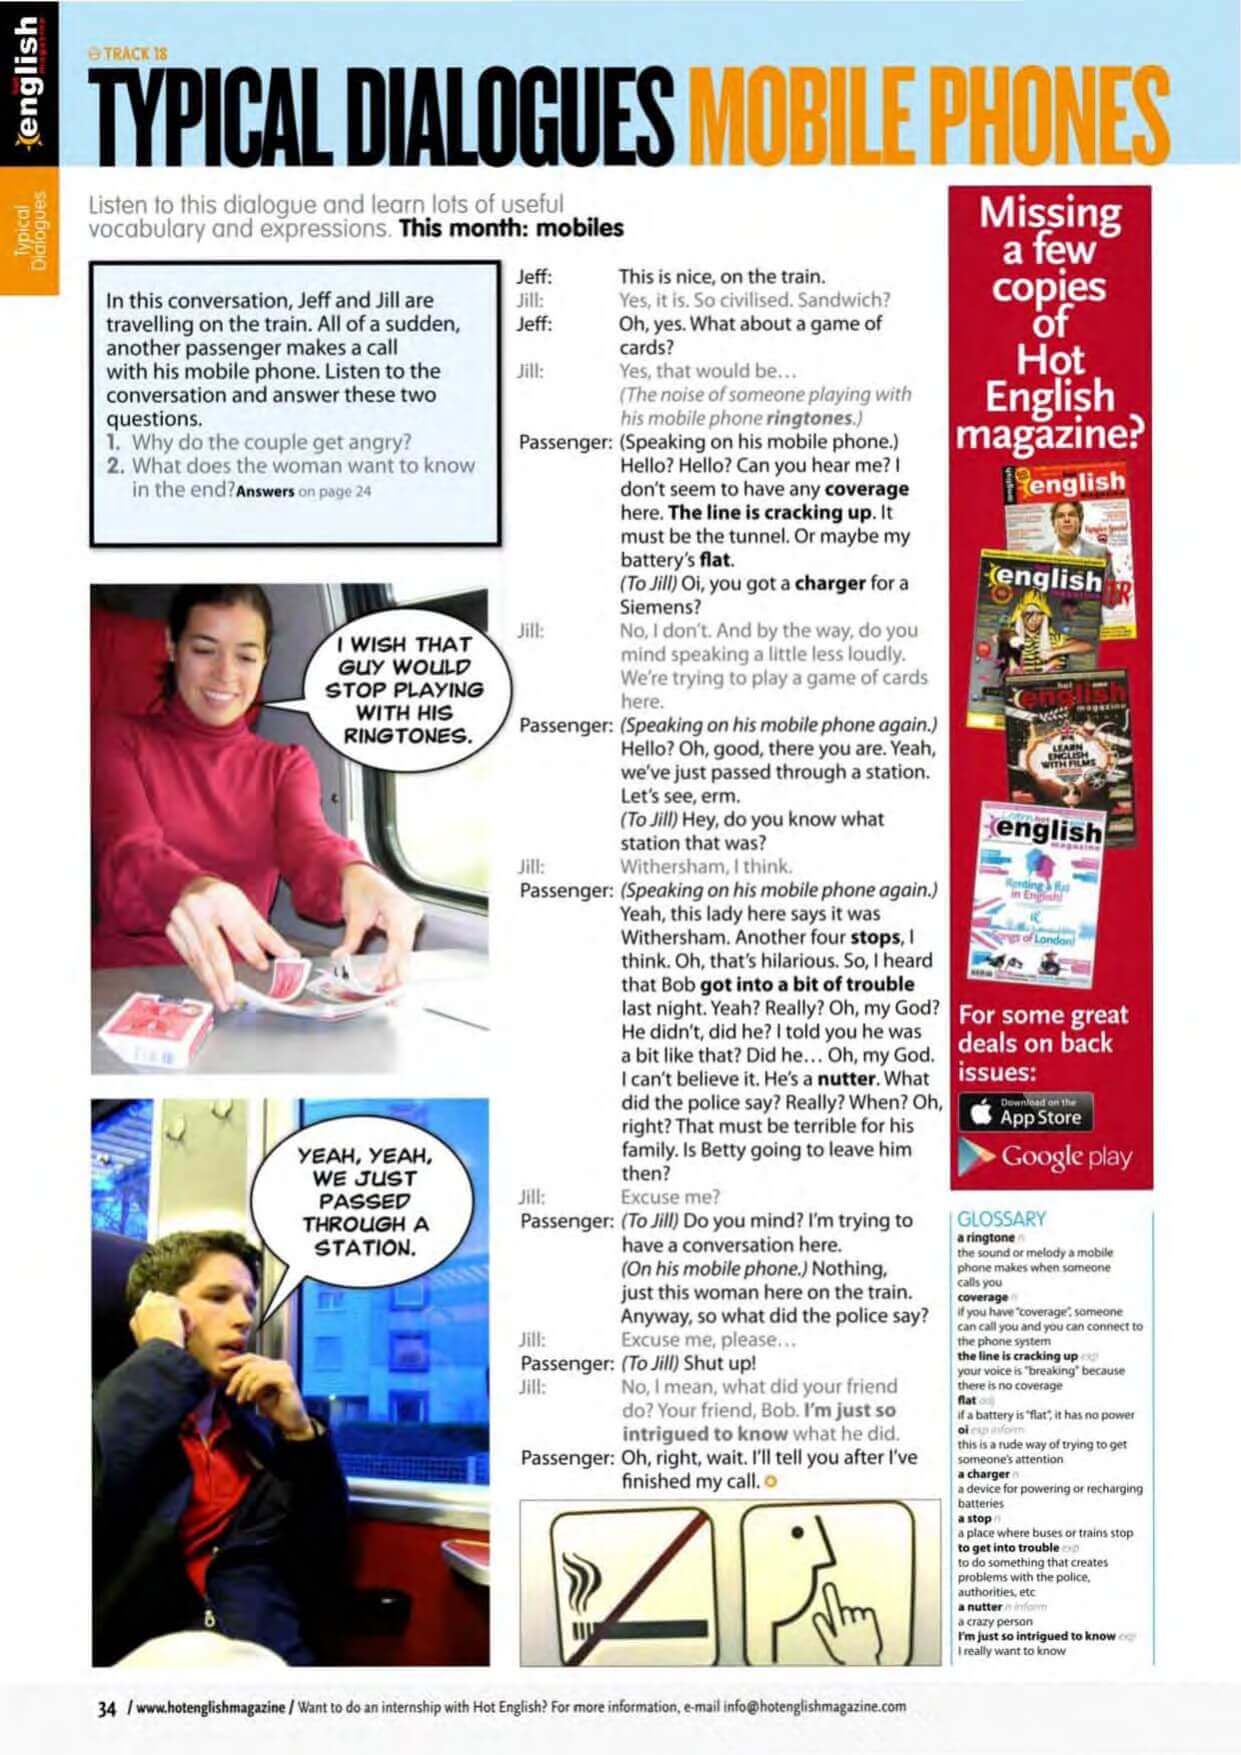 english
magazine
Typical
Dialogues
TRACK 18
TYPICAL DIALOGUES MOBILE PHONES
Listen to this dialogue and learn lots of useful
vocabulary and expressions. This month: mobiles
In this conversation, Jeff and Jill are
travelling on the train. All of a sudden,
another passenger makes a call
with his mobile phone. Listen to the
conversation and answer these two
questions.
1. Why do the couple get angry?
2. What does the woman want to know
in the end?Answers on page 24
I WISH THAT
GUY WOULD
STOP PLAYING
WITH HIS
RINGTONES.
YEAH, YEAH,
WE JUST
PASSED
THROUGH A
STATION.
Jeff: This is nice, on the train.
Jill: Yes, it is. So civilised. Sandwich?
Jeff: Oh, yes. What about a game of
cards?
Jill: Yes, that would be...
(The noise of someone playing with
his mobile phone ringtones.)
Passenger: (Speaking on his mobile phone.)
Hello? Hello? Can you hear me? I
don't seem to have any coverage
here. The line is cracking up. It
must be the tunnel. Or maybe my
battery's flat.
(To Jill) Oi, you got a charger for a
Siemens?
Jill: No, I don't. And by the way, do you
mind speaking a little less loudly.
We're trying to play a game of cards
here.
Passenger: (Speaking on his mobile phone again.)
Hello? Oh, good, there you are. Yeah,
we've just passed through a station.
Let's see, erm.
(To Jill) Hey, do you know what
station that was?
Jill: Withersham, I think.
Passenger: (Speaking on his mobile phone again.)
Yeah, this lady here says it was
Withersham. Another four stops, I
think. Oh, that's hilarious. So, I heard
that Bob got into a bit of trouble
last night. Yeah? Really? Oh, my God?
He didn't, did he? I told you he was
a bit like that? Did he... Oh, my God.
I can't believe it. He's a nutter. What
did the police say? Really? When? Oh,
right? That must be terrible for his
family. Is Betty going to leave him
then?
Jill: Excuse me?
Passenger: (To Jill) Do you mind? I'm trying to
have a conversation here.
(On his mobile phone.) Nothing,
just this woman here on the train.
Anyway, so what did the police say?
Jill: Excuse me, please...
Passenger: (To Jill) Shut up!
Jill: No, I mean, what did your friend
do? Your friend, Bob. I'm just so
intrigued to know what he did.
Passenger: Oh, right, wait. I'll tell you after I've
finished my call.
Missing
a few
copies
of
Hot
English
magazine?
english
magazine
english
magazine
english
magazine
LEARN
ENGLISH
WITH FILMS
english
magazine
Renting a flat
in English!
Songs of London!
For some great
deals on back
issues:
Download on the
App Store
Google play
GLOSSARY
a ringtone n
the sound or melody a mobile
phone makes when someone
calls you
coverage n
if you have "coverage", someone
can call you and you can connect to
the phone system
the line is cracking up exp
your voice is "breaking" because
there is no coverage
flat adj
if a battery is "flat", it has no power
oi exp inform
this is a rude way of trying to get
someone's attention
a charger n
a device for powering or recharging
batteries
a stop n
a place where buses or trains stop
to get into trouble exp
to do something that creates
problems with the police,
authorities, etc
a nutter n inform
a crazy person
I'm just so intrigued to know exp
I really want to know
34 / www.hotenglishmagazine / Want to do an internship with Hot English? For more information, e-mail info@hotenglishmagazine.com